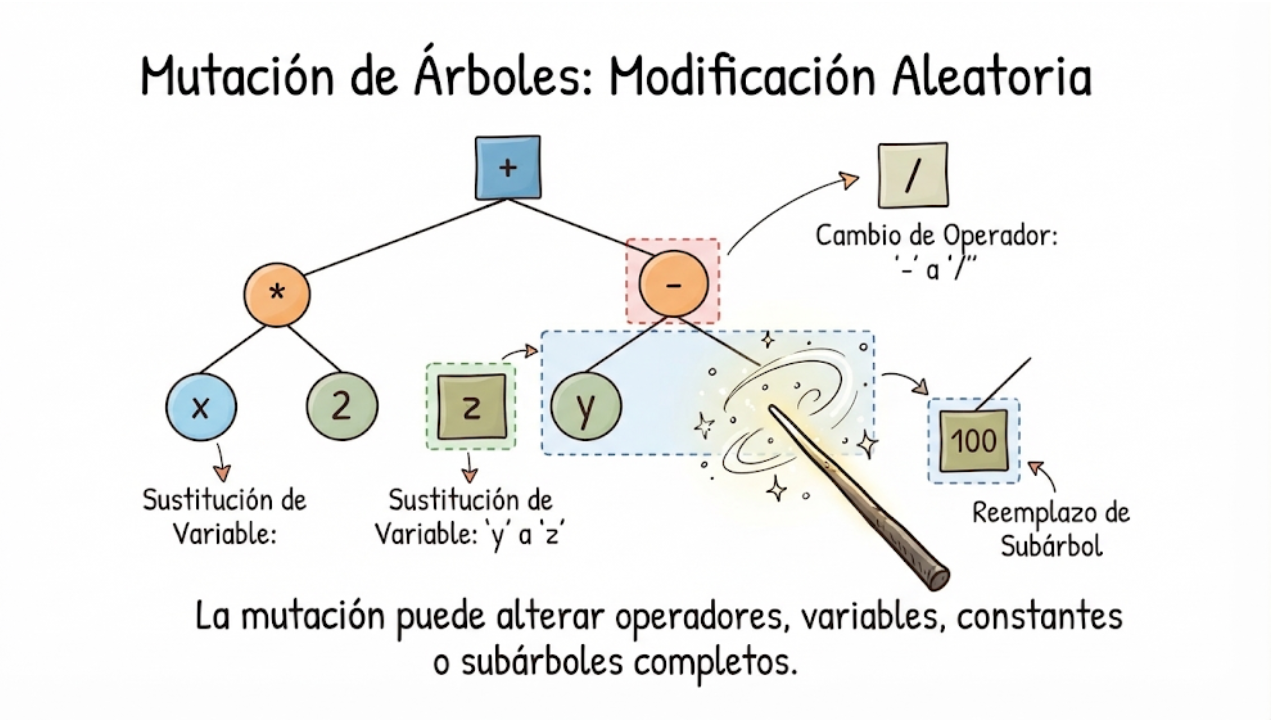 Mutación de Árboles: Modificación Aleatoria
+
/
Cambio de Operador:
'-' a '/"
*
-
x
2
z
y
100
Sustitución de
Variable:
Sustitución de
Variable: 'y' a 'z'
Reemplazo de
Subárbol
La mutación puede alterar operadores, variables, constantes
o subárboles completos.